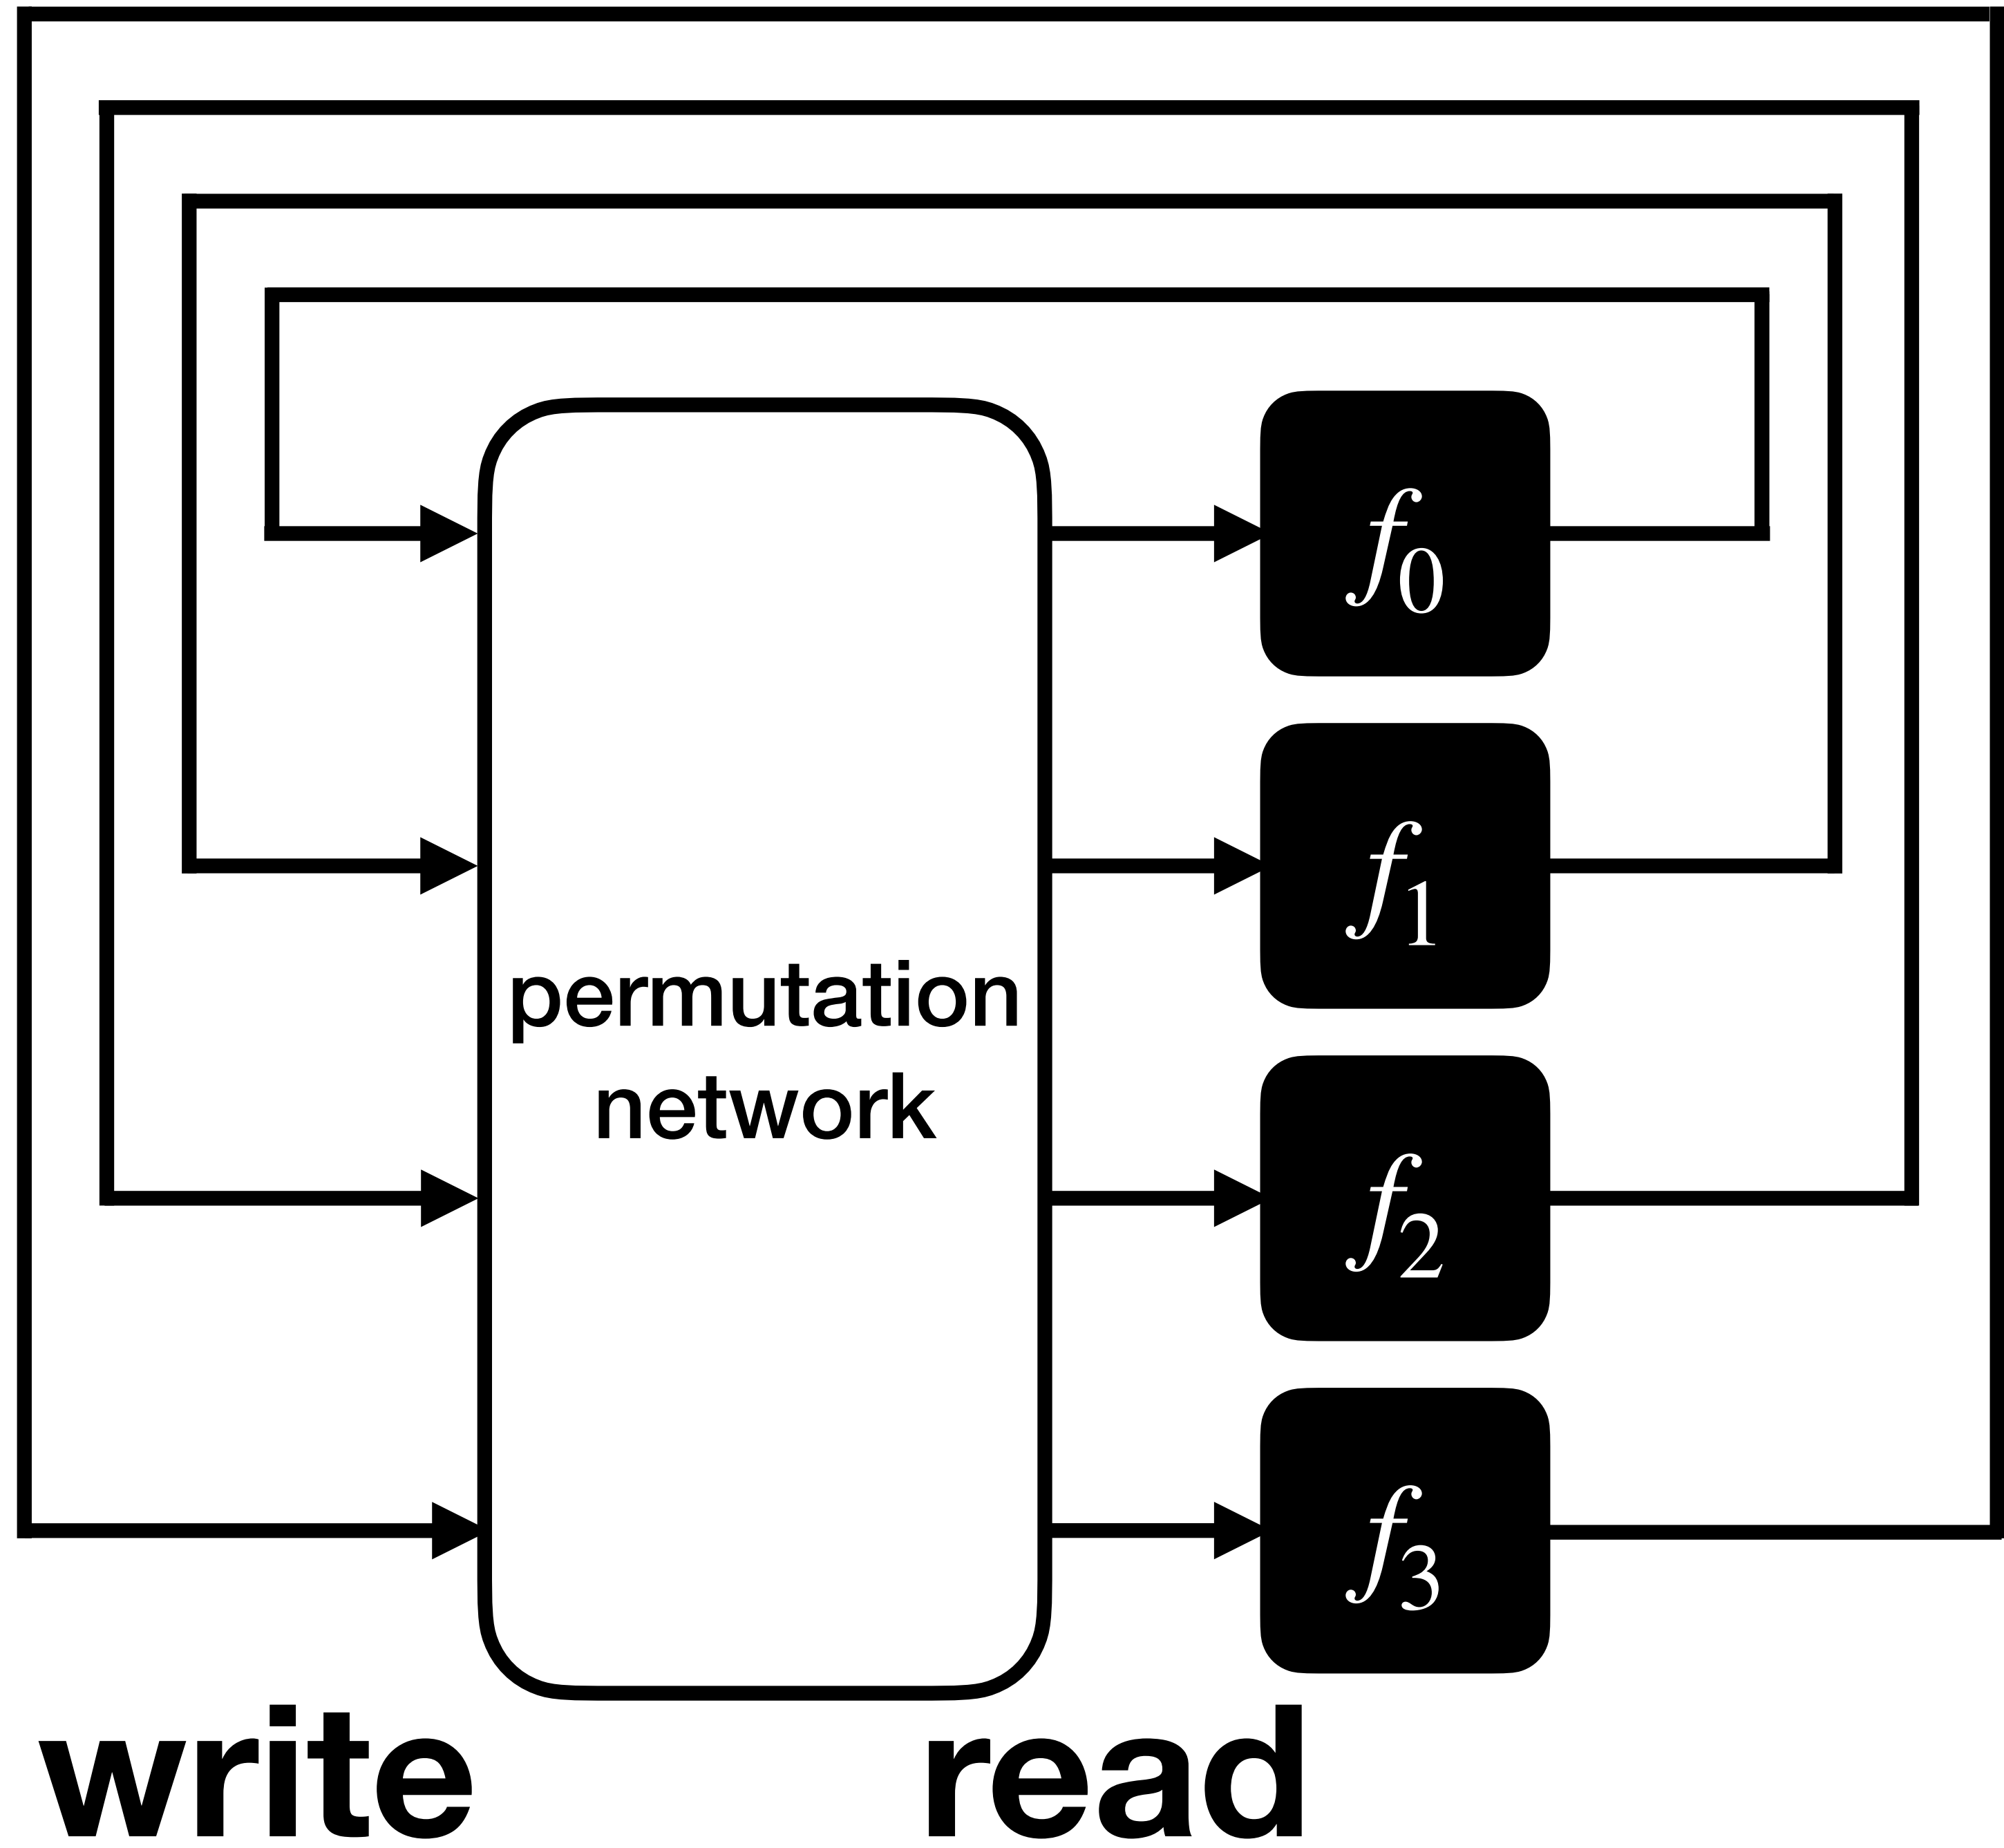 f0
f1
permutation
network
f2
f3
write read